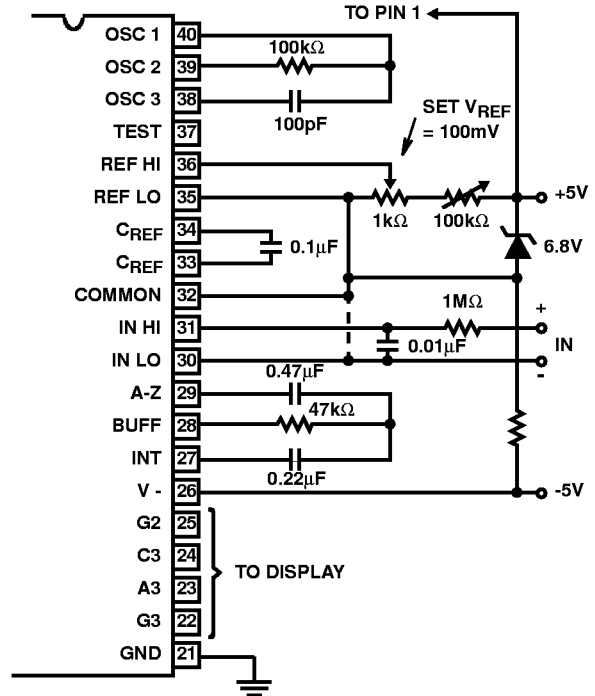 TO PIN 1
OSC 1 40
100kΩ
OSC 2 39
OSC 3 38
100pF
SET VREF
= 100mV
TEST 37
REF HI 36
REF LO 35
+5V
1kΩ
100kΩ
CREF 34
0.1μF
6.8V
CREF 33
COMMON 32
1MΩ
+
IN HI 31
0.01μF
IN
IN LO 30
-
0.47μF
A-Z 29
47kΩ
BUFF 28
INT 27
0.22μF
V - 26
-5V
G2 25
C3 24
TO DISPLAY
A3 23
G3 22
GND 21